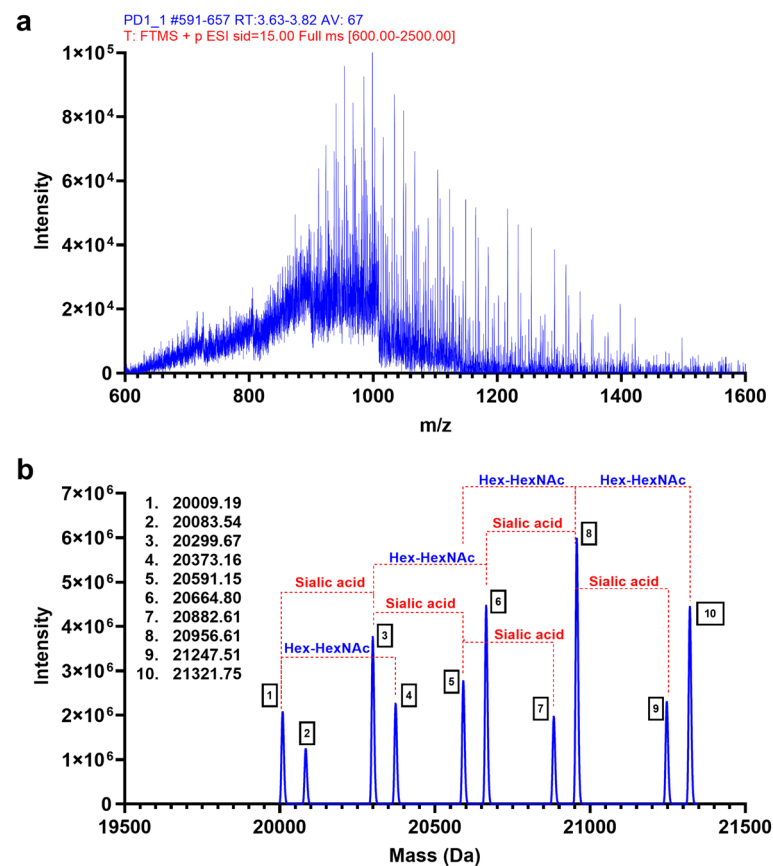 a
PD1_1 #591-657 RT:3.63-3.82 AV: 67
T: FTMS + p ESI sid=15.00 Full ms [600.00-2500.00]
1×10⁵
8×10⁴
6×10⁴
4×10⁴
2×10⁴
0
Intensity
600 800 1000 1200 1400 1600
m/z
b
Hex-HexNAc Hex-HexNAc
7×10⁶
6×10⁶
5×10⁶
4×10⁶
3×10⁶
2×10⁶
1×10⁶
0
Intensity
1. 20009.19
2. 20083.54
3. 20299.67
4. 20373.16
5. 20591.15
6. 20664.80
7. 20882.61
8. 20956.61
9. 21247.51
10. 21321.75
Sialic acid
8
Hex-HexNAc
Sialic acid
Sialic acid
6
Sialic acid
10
3
Sialic acid
Hex-HexNAc
5
1
4
7
9
2
19500 20000 20500 21000 21500
Mass (Da)